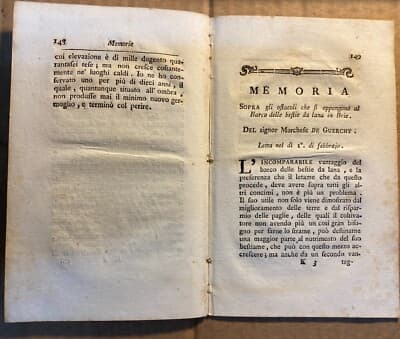 148 Memorie
cui elevazione è di mille dugento qua-
rantasei tese; ma non cresce costante-
mente ne' luoghi caldi. Io ne ho con-
servato uno per più di dieci anni, il
quale, quantunque situato all'ombra,
non produsse mai il minimo nuovo ger-
moglio, e terminò col perire.
149
MEMORIA
SOPRA gli ostacoli che si oppongono al
Barco delle bestie da lana in Brie.
DEL signor Marchese DE GUERCHY.
Letta nel dì 1°. di febbrajo.
L'INCOMPARABILE vantaggio del
barco delle bestie da lana, e la
preferenza che il letame che da questo
procede, deve avere sopra tutti gli al-
tri concimi, non è più un problema.
Il suo utile non solo viene dimostrato dal
miglioramento delle terre e dal rispar-
mio delle paglie, delle quali il coltiva-
tore non avendo più un così gran biso-
gno per farne lo strame, può destinarne
una maggior parte al nutrimento del suo
bestiame, che può con questo mezzo ac-
crescere; ma anche da un secondo van-
K 3 tag-